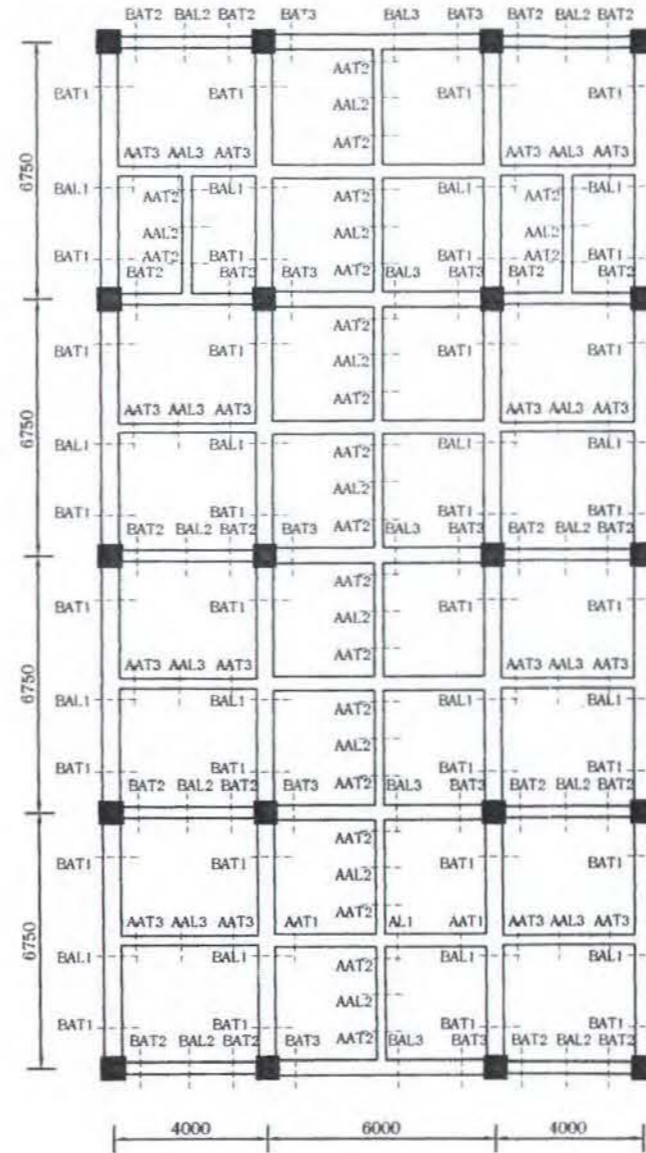 BAT2 BAL2 BAT2 BAT3 BAL3 BAT3 BAT2 BAL2 BAT2
AAT2
BAT1 BAT1 AAL2 BAT1 BAT1
AAT2
AAT3 AAL3 AAT3 AAT3 AAL3 AAT3
6750
BAL1 AAT2 BAL1 AAT2 BAL1 AAT2 BAL1
AAL2 AAL2 AAL2
BAT1 AAT2 BAT1 AAT2 BAT1 AAT2 BAT1
BAT2 BAT2 BAT3 BAL3 BAT3 BAT2 BAT2
AAT2
BAT1 BAT1 AAL2 BAT1 BAT1
AAT2
AAT3 AAL3 AAT3 AAT3 AAL3 AAT3
6750
BAL1 BAL1 AAT2 BAL1 BAL1
AAL2
BAT1 BAT1 BAT1 BAT1
BAT2 BAL2 BAT2 BAT3 AAT2 BAL3 BAT3 BAT2 BAL2 BAT2
AAT2
BAT1 BAT1 AAL2 BAT1 BAT1
AAT2
AAT3 AAL3 AAT3 AAT3 AAL3 AAT3
6750
BAL1 BAL1 AAT2 BAL1 BAL1
AAL2
BAT1 BAT1 BAT1 BAT1
BAT2 BAL2 BAT2 BAT3 AAT2 BAL3 BAT3 BAT2 BAL2 BAT2
AAT2
BAT1 BAT1 AAL2 BAT1 BAT1
AAT3 AAL3 AAT3 AAT1 AAT2 AL1 AAT1 AAT3 AAL3 AAT3
6750
BAL1 BAL1 AAT2 BAL1 BAL1
AAL2
BAT1 BAT1 BAT1 BAT1
BAT2 BAL2 BAT2 BAT3 AAT2 BAL3 BAT3 BAT2 BAL2 BAT2
4000 6000 4000